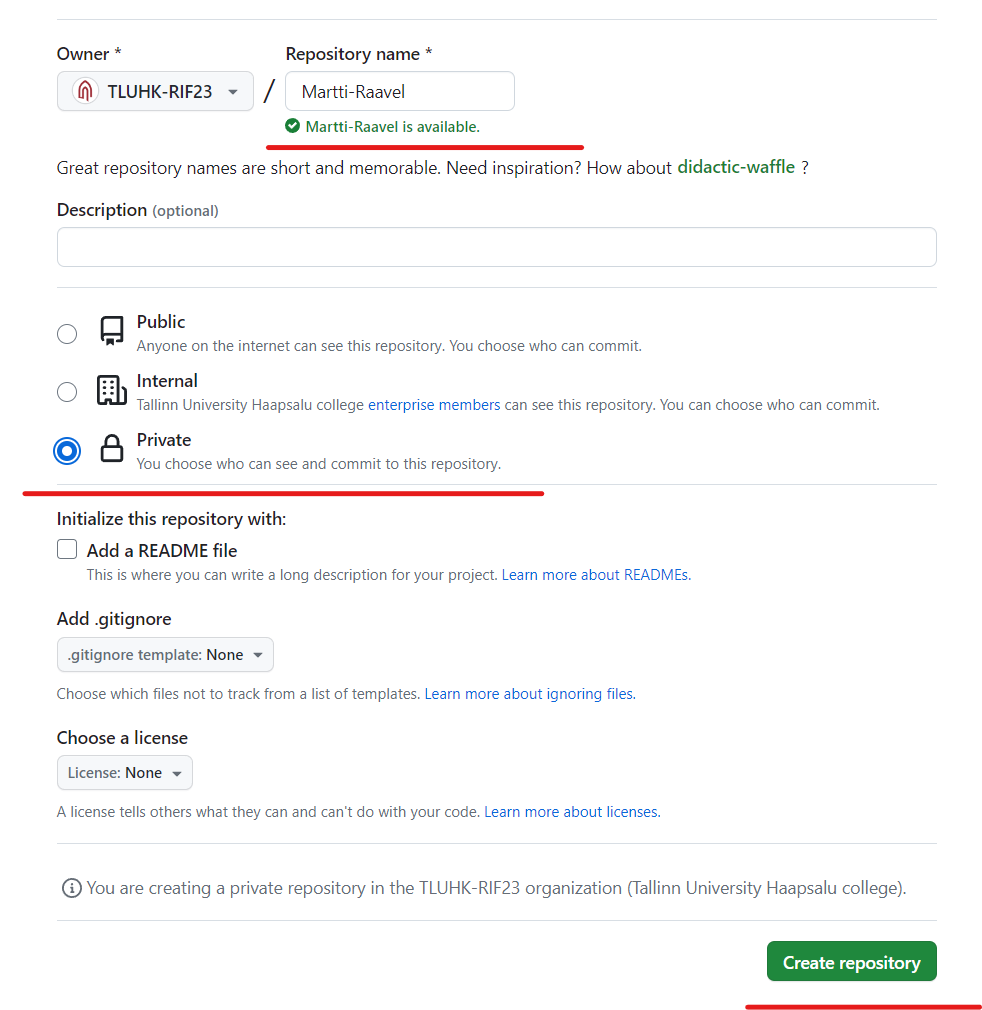 Owner * Repository name *
TLUHK-RIF23 / Martti-Raavel
Martti-Raavel is available.
Great repository names are short and memorable. Need inspiration? How about didactic-waffle ?
Description (optional)
Public
Anyone on the internet can see this repository. You choose who can commit.
Internal
Tallinn University Haapsalu college enterprise members can see this repository. You can choose who can commit.
Private
You choose who can see and commit to this repository.
Initialize this repository with:
Add a README file
This is where you can write a long description for your project. Learn more about READMEs.
Add .gitignore
.gitignore template: None
Choose which files not to track from a list of templates. Learn more about ignoring files.
Choose a license
License: None
A license tells others what they can and can't do with your code. Learn more about licenses.
You are creating a private repository in the TLUHK-RIF23 organization (Tallinn University Haapsalu college).
Create repository